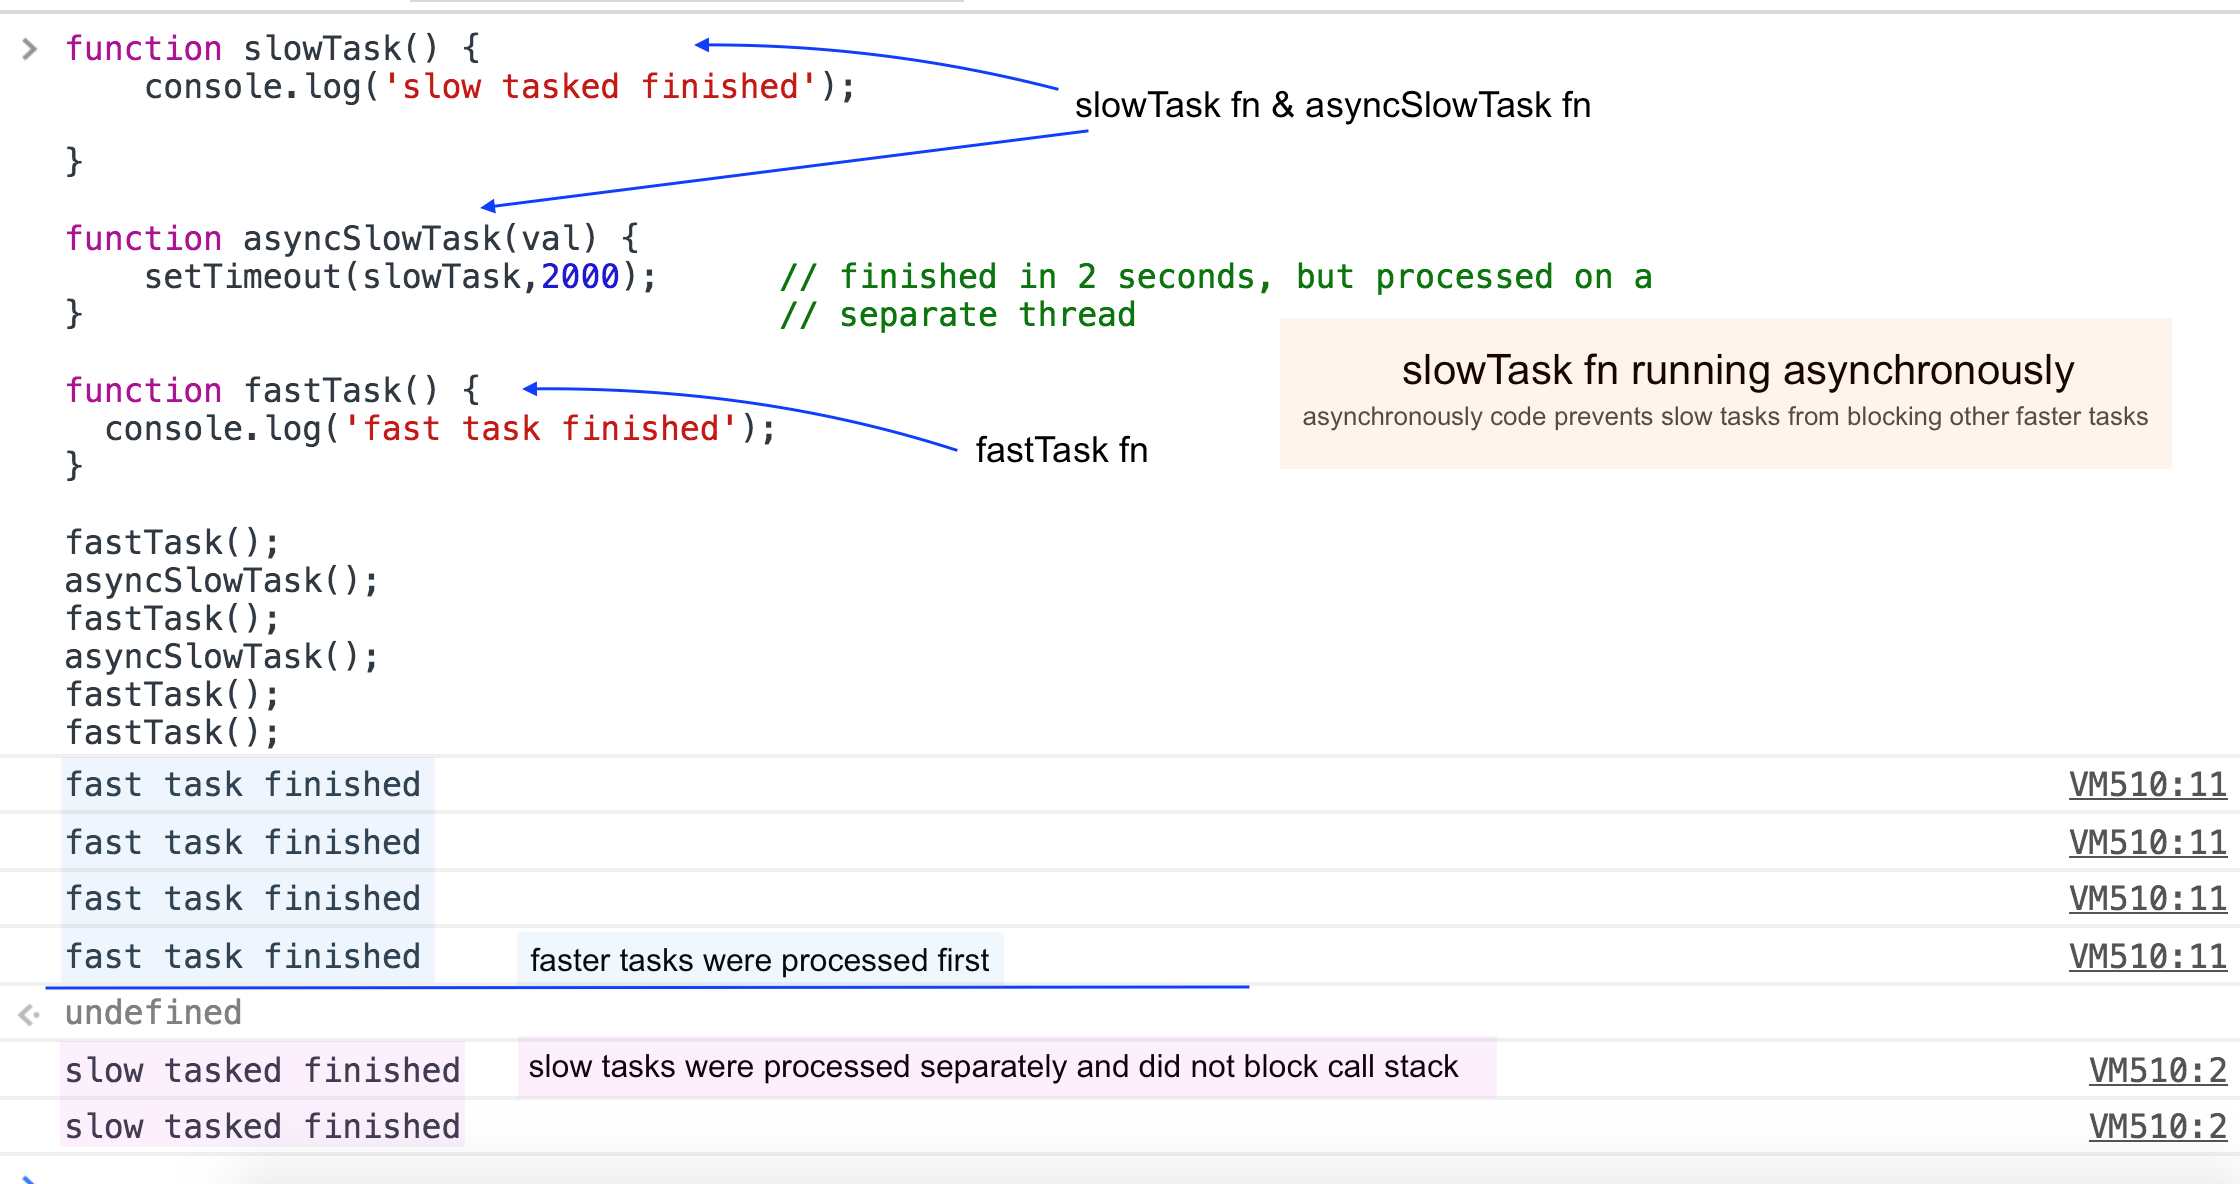 function slowTask() {
console.log('slow tasked finished');
slowTask fn & asyncSlowTask fn
}
function asyncSlowTask(val) {
setTimeout(slowTask,2000); // finished in 2 seconds, but processed on a
} // separate thread
slowTask fn running asynchronously
asynchronously code prevents slow tasks from blocking other faster tasks
function fastTask() {
console.log('fast task finished');
fastTask fn
}
fastTask();
asyncSlowTask();
fastTask();
asyncSlowTask();
fastTask();
fastTask();
fast task finished VM510:11
fast task finished VM510:11
fast task finished VM510:11
fast task finished faster tasks were processed first VM510:11
undefined
slow tasked finished slow tasks were processed separately and did not block call stack VM510:2
slow tasked finished VM510:2